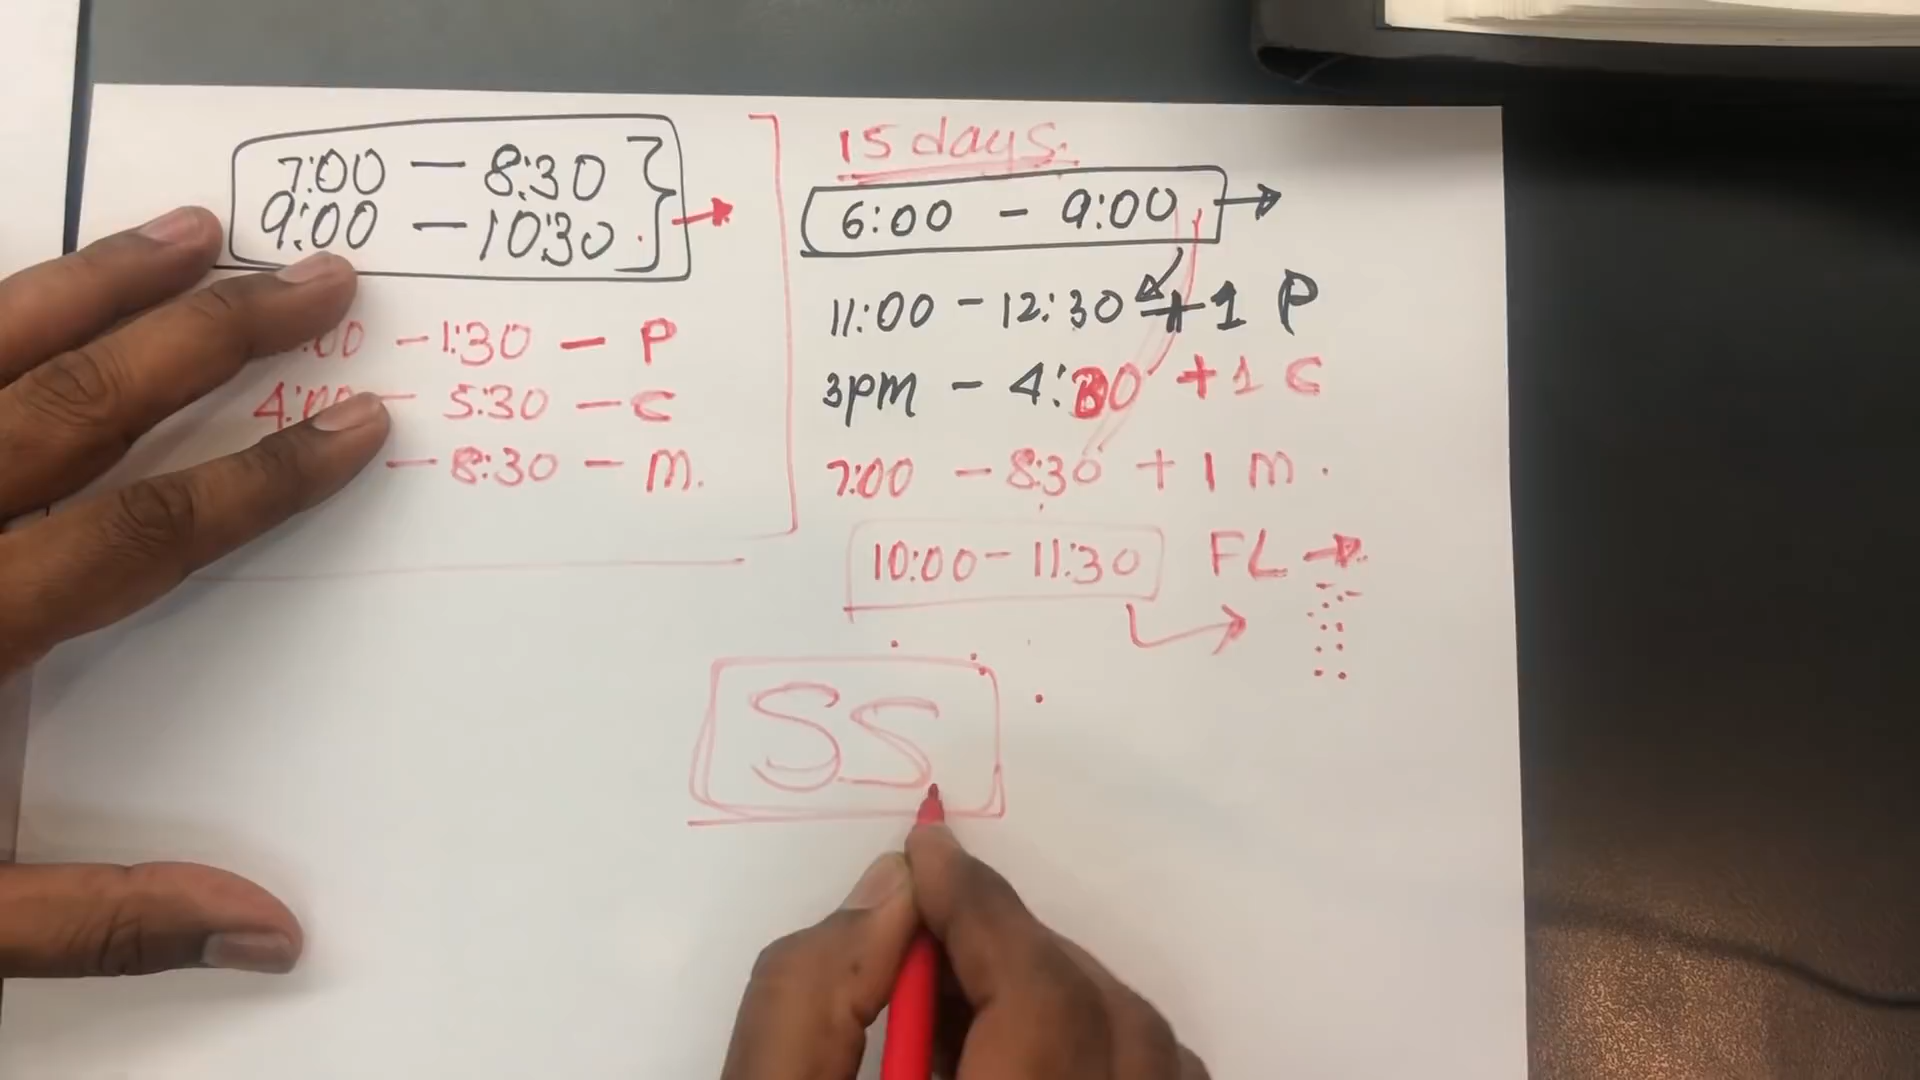 7:00 — 8:30
9:00 — 10:30
— 1:30 — P
4:00 — 5:30 — C
— 8:30 — M.
15 days.
6:00 - 9:00
11:00 - 12:30 +1 P
3pm - 4:30 +1 C
7:00 - 8:30 + 1 M.
10:00 - 11:30 FL →
SS